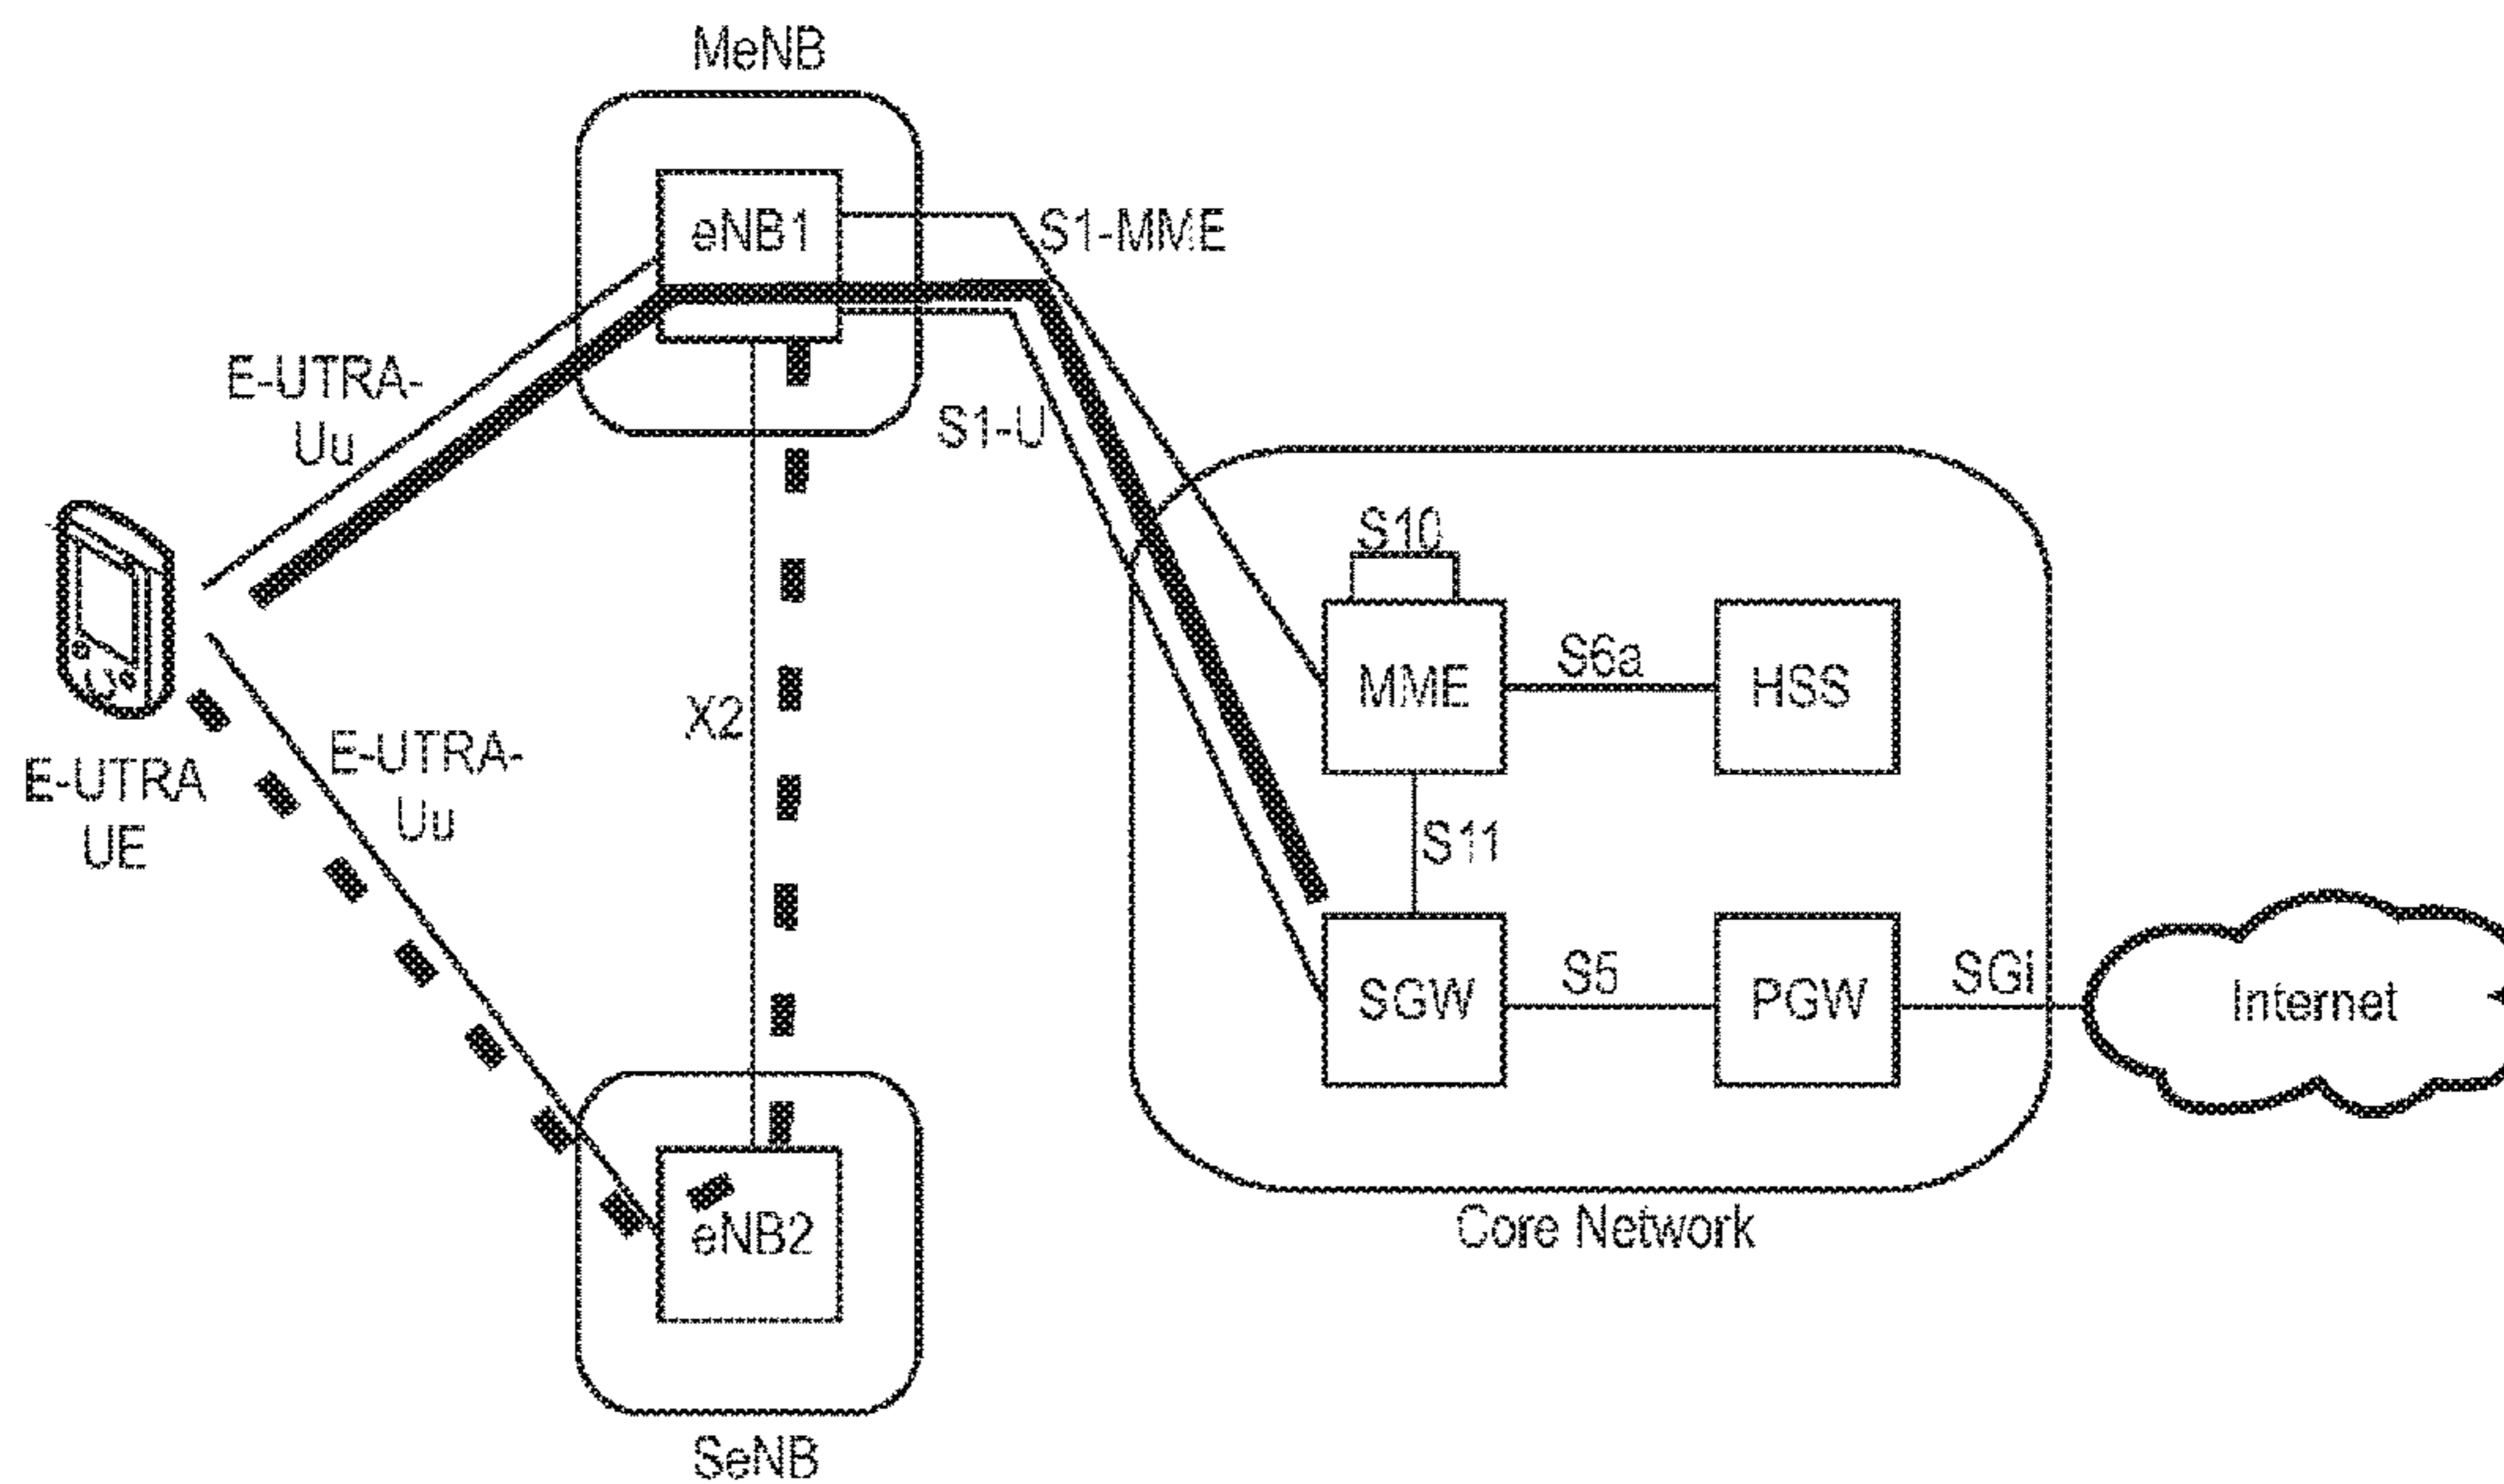 MeNB
eNB1
S1-MME
E-UTRA-
Uu
S1-U
S10
MME
S6a
HSS
X2
E-UTRA-
Uu
E-UTRA
UE
S11
SGW
S5
PGW
SGi
Internet
eNB2
Core Network
SeNB